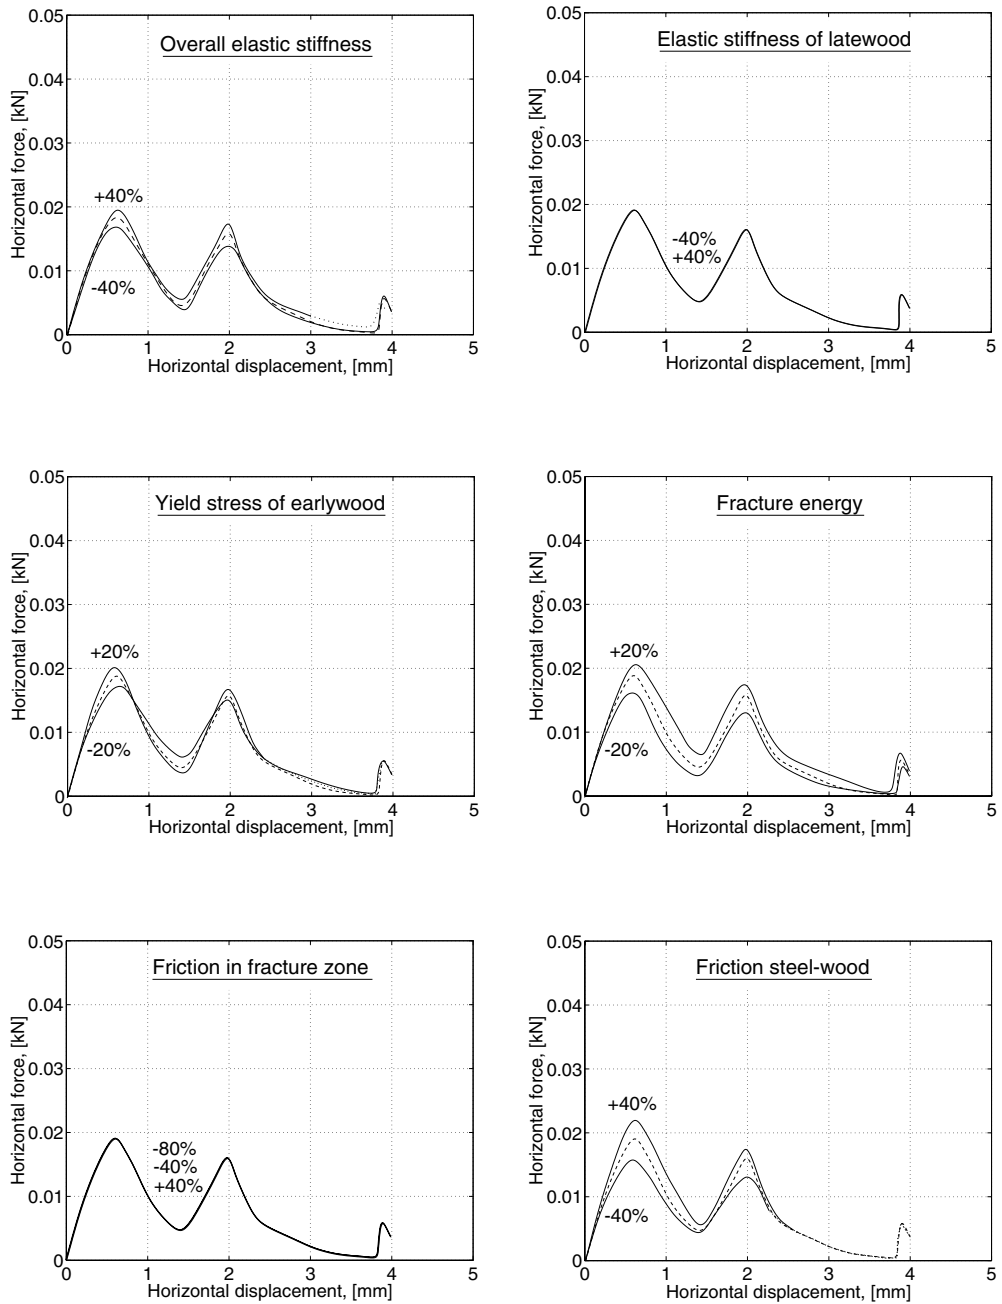 Overall elastic stiffness
Horizontal force, [kN]
0.05
0.04
0.03
0.02
0.01
0
+40%
-40%
0 1 2 3 4 5
Horizontal displacement, [mm]
Elastic stiffness of latewood
Horizontal force, [kN]
0.05
0.04
0.03
0.02
0.01
0
-40%
+40%
0 1 2 3 4 5
Horizontal displacement, [mm]
Yield stress of earlywood
Horizontal force, [kN]
0.05
0.04
0.03
0.02
0.01
0
+20%
-20%
0 1 2 3 4 5
Horizontal displacement, [mm]
Fracture energy
Horizontal force, [kN]
0.05
0.04
0.03
0.02
0.01
0
+20%
-20%
0 1 2 3 4 5
Horizontal displacement, [mm]
Friction in fracture zone
Horizontal force, [kN]
0.05
0.04
0.03
0.02
0.01
0
-80%
-40%
+40%
0 1 2 3 4 5
Horizontal displacement, [mm]
Friction steel-wood
Horizontal force, [kN]
0.05
0.04
0.03
0.02
0.01
0
+40%
-40%
0 1 2 3 4 5
Horizontal displacement, [mm]